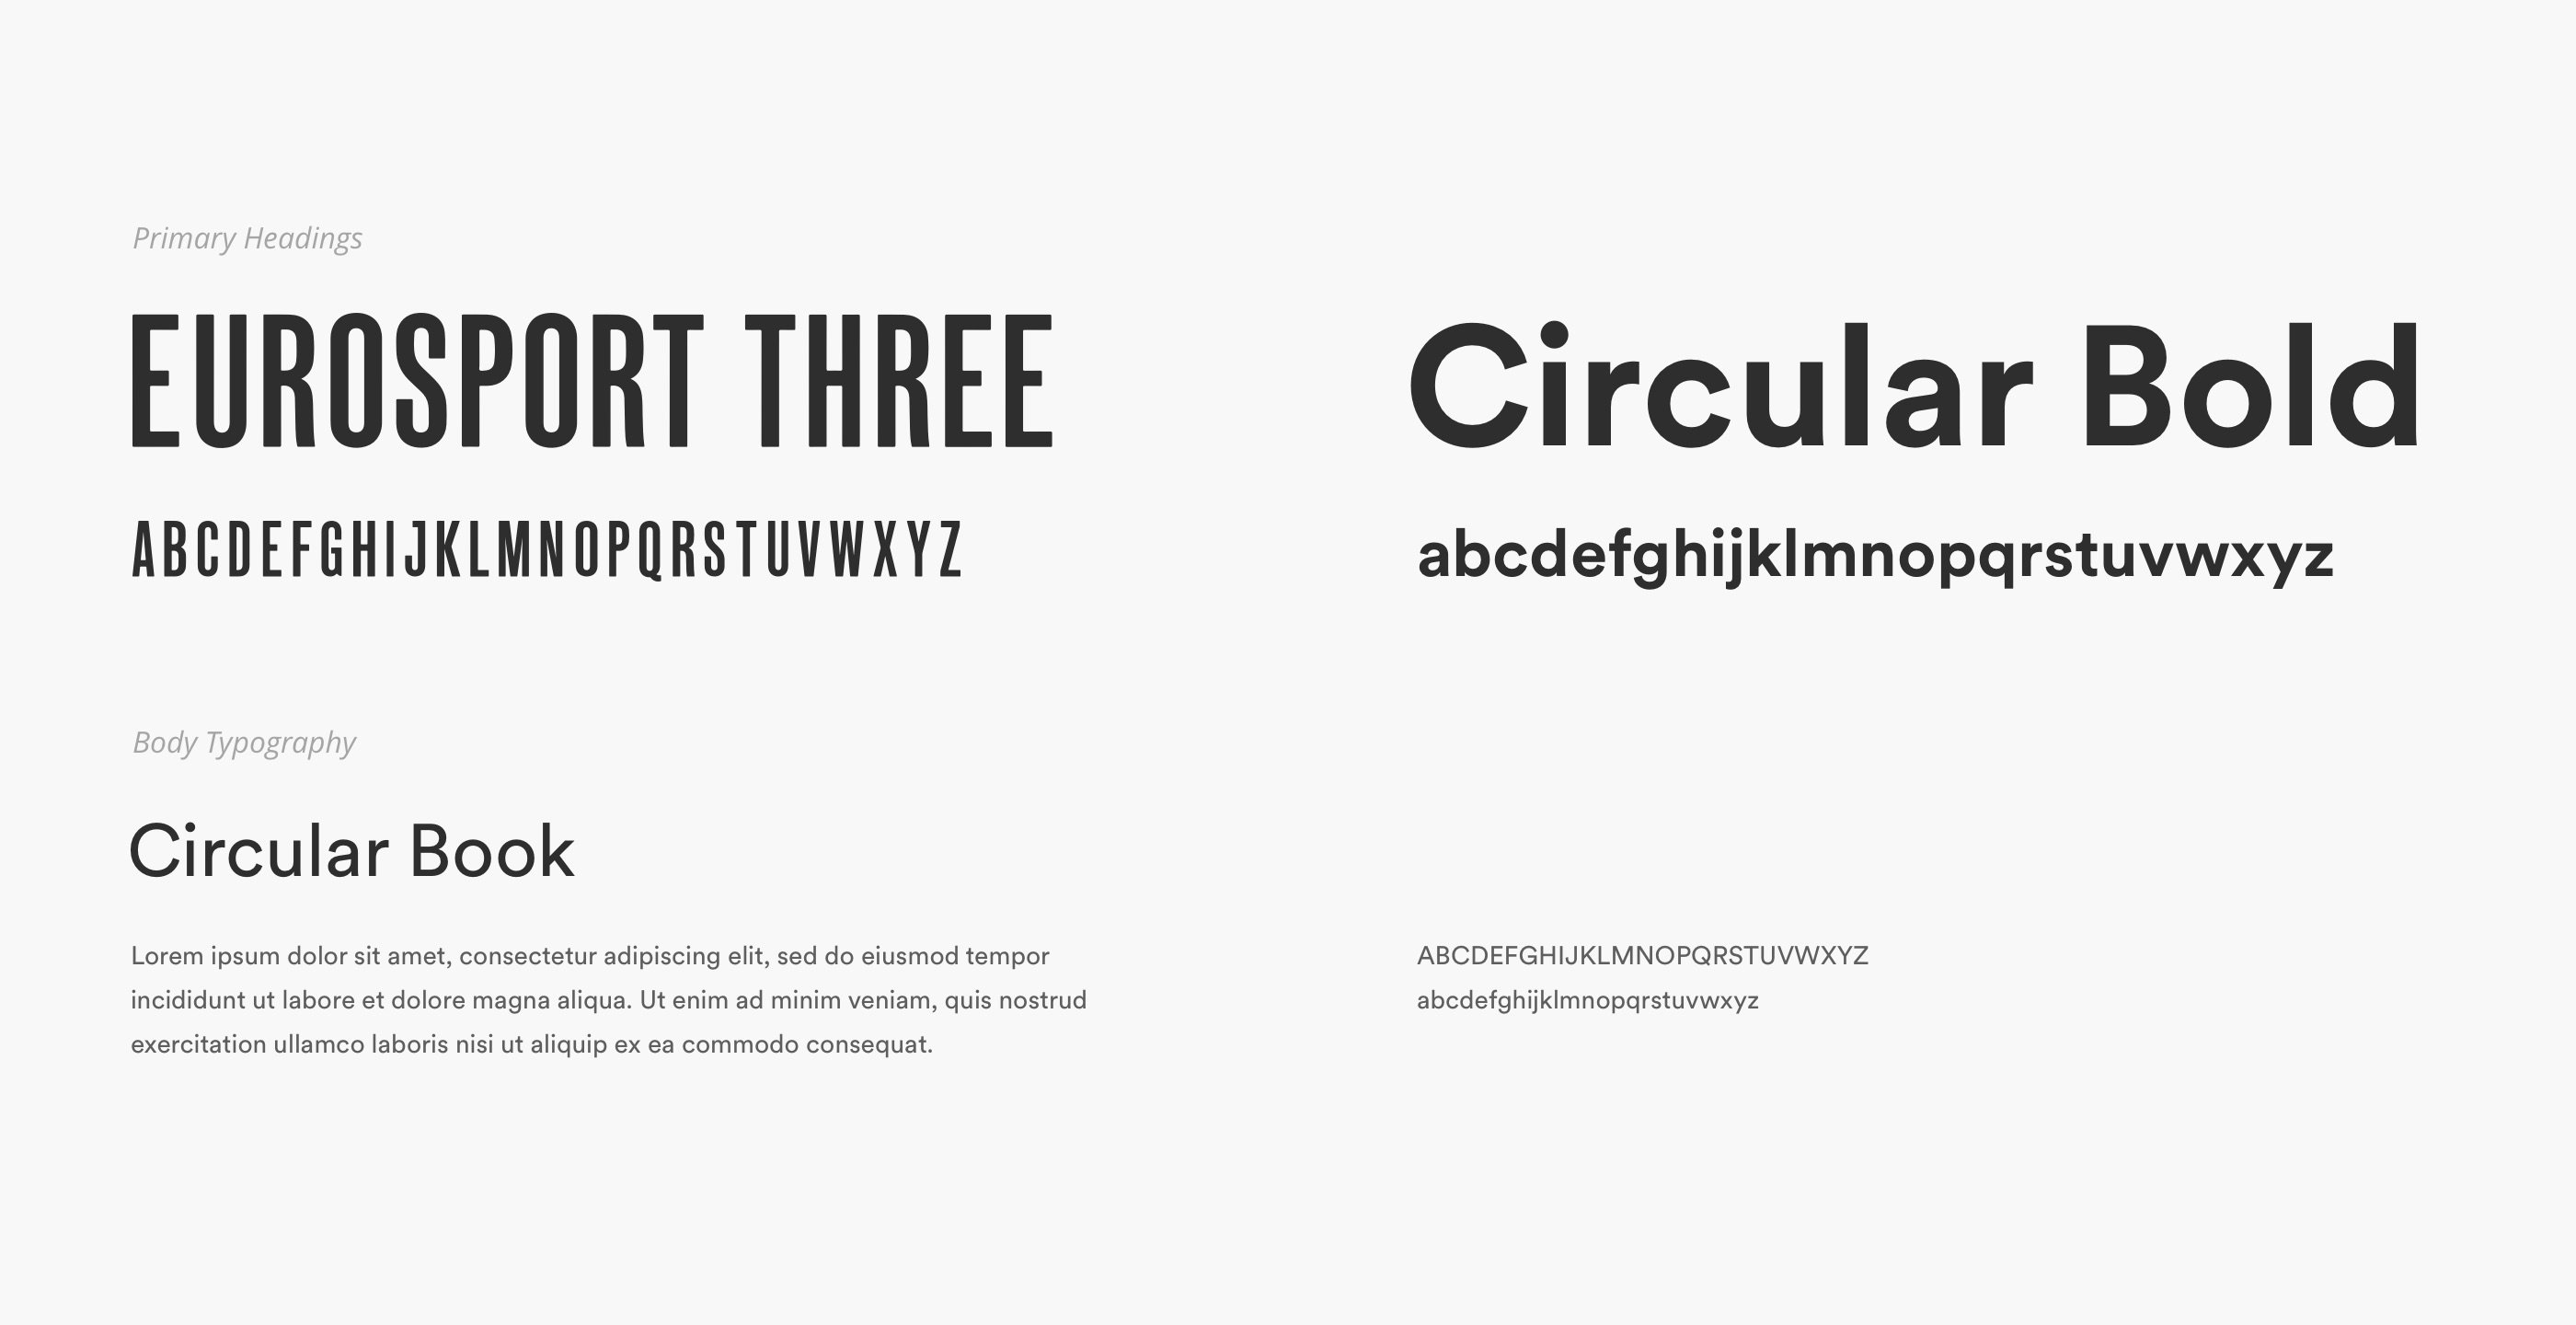 Primary Headings
EUROSPORT THREE
Circular Bold
ABCDEFGHIJKLMNOPQRSTUVWXYZ
abcdefghijklmnopqrstuvwxyz
Body Typography
Circular Book
Lorem ipsum dolor sit amet, consectetur adipiscing elit, sed do eiusmod tempor
incididunt ut labore et dolore magna aliqua. Ut enim ad minim veniam, quis nostrud
exercitation ullamco laboris nisi ut aliquip ex ea commodo consequat.
ABCDEFGHIJKLMNOPQRSTUVWXYZ
abcdefghijklmnopqrstuvwxyz